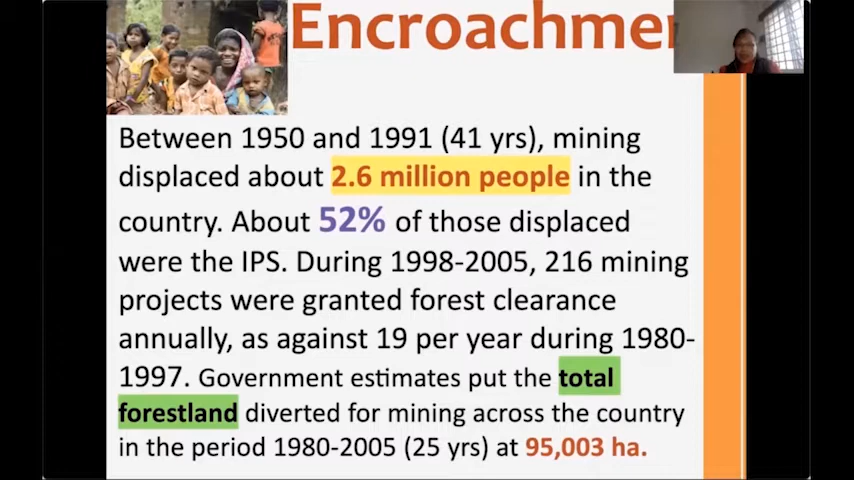 Encroachmen
Between 1950 and 1991 (41 yrs), mining
displaced about 2.6 million people in the
country. About 52% of those displaced
were the IPS. During 1998-2005, 216 mining
projects were granted forest clearance
annually, as against 19 per year during 1980-
1997. Government estimates put the total
forestland diverted for mining across the country
in the period 1980-2005 (25 yrs) at 95,003 ha.